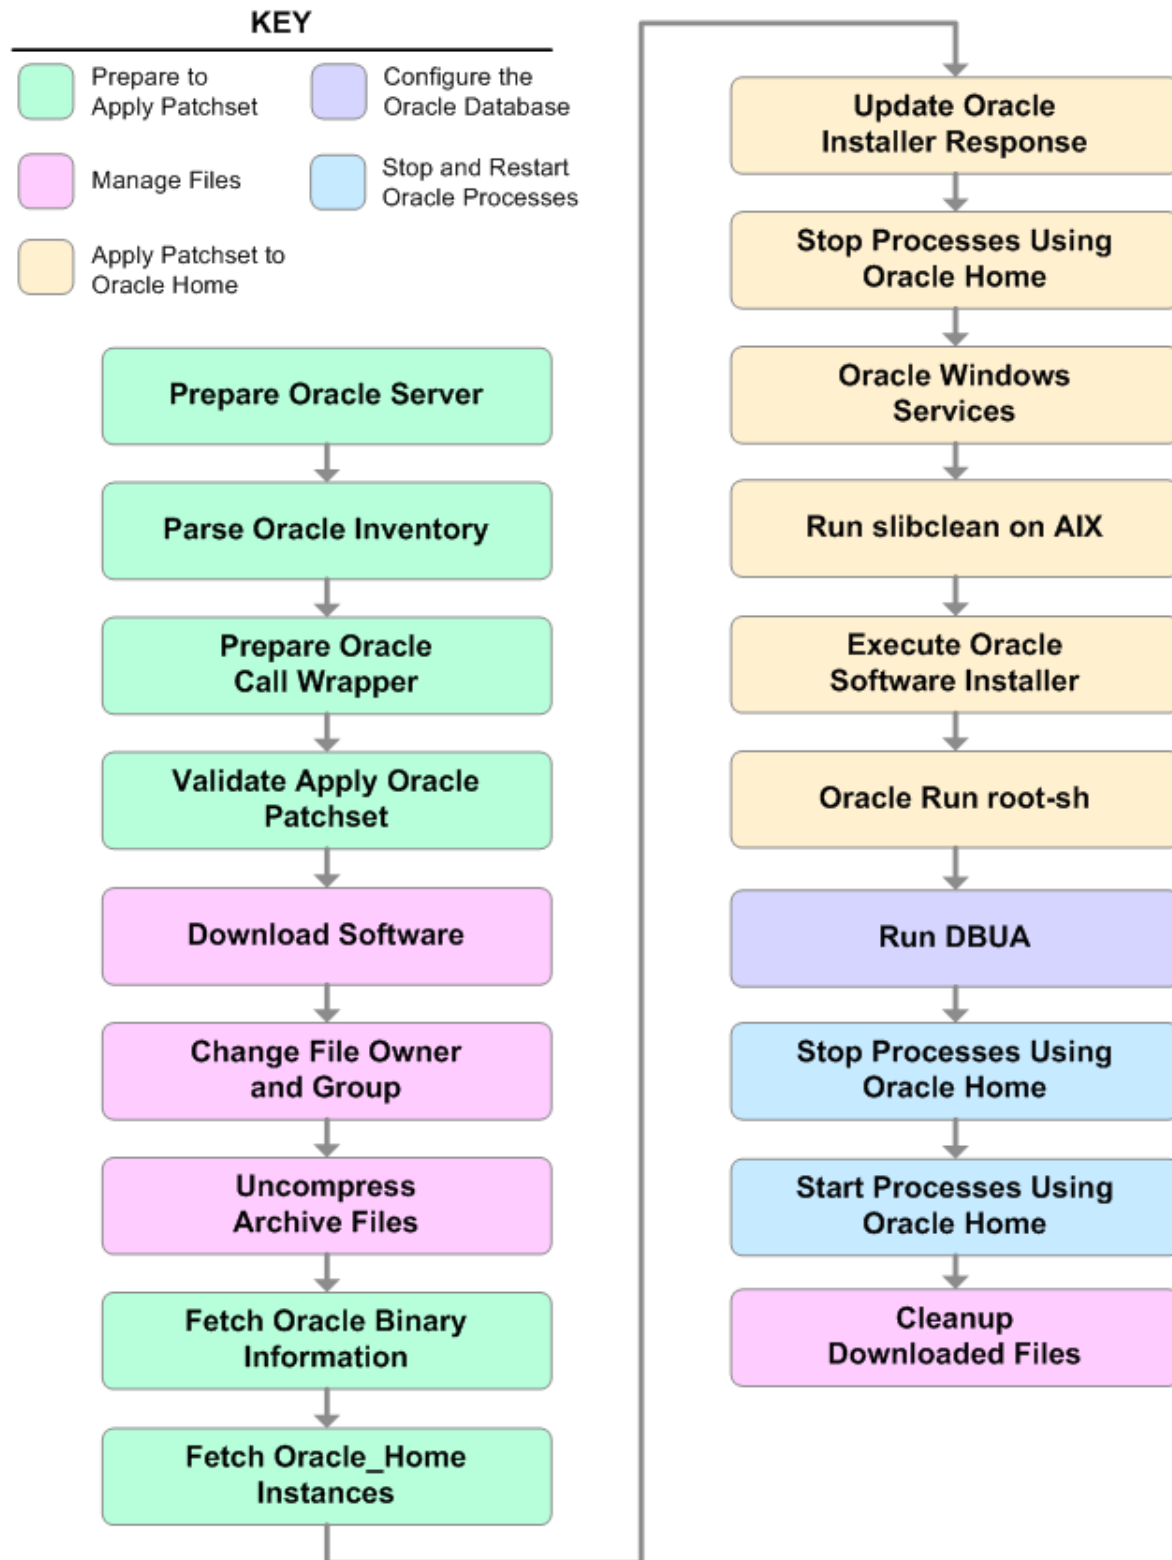 KEY
Prepare to
Apply Patchset
Configure the
Oracle Database
Manage Files
Stop and Restart
Oracle Processes
Apply Patchset to
Oracle Home
Prepare Oracle Server
Parse Oracle Inventory
Prepare Oracle
Call Wrapper
Validate Apply Oracle
Patchset
Download Software
Change File Owner
and Group
Uncompress
Archive Files
Fetch Oracle Binary
Information
Fetch Oracle_Home
Instances
Update Oracle
Installer Response
Stop Processes Using
Oracle Home
Oracle Windows
Services
Run slibclean on AIX
Execute Oracle
Software Installer
Oracle Run root-sh
Run DBUA
Stop Processes Using
Oracle Home
Start Processes Using
Oracle Home
Cleanup
Downloaded Files